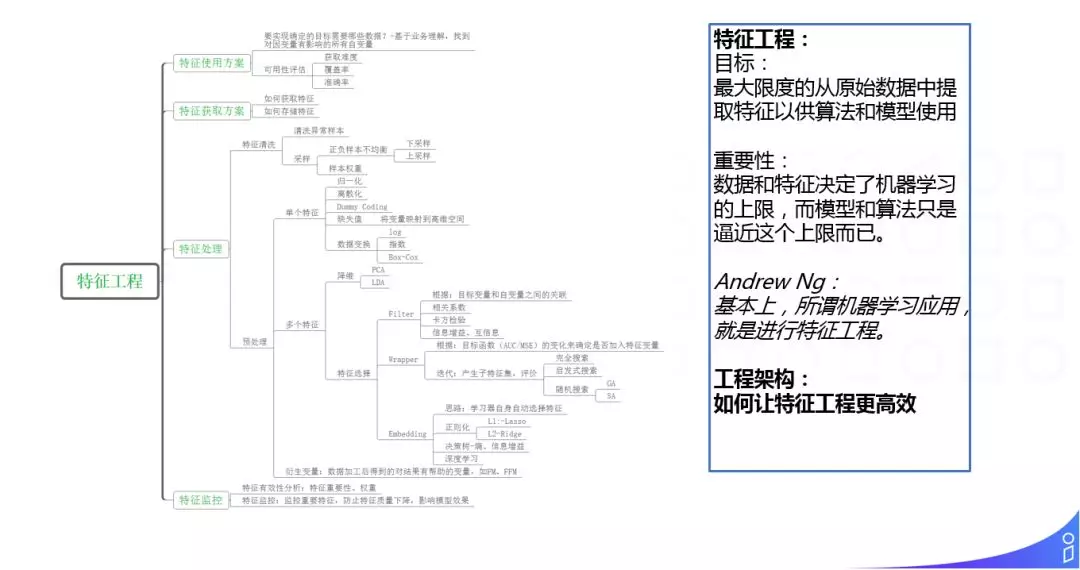 特征工程
特征使用方案
要实现确定的目标需要哪些数据？-基于业务理解，找到
对因变量有影响的所有自变量
可用性评估
获取难度
覆盖率
准确率
特征获取方案
如何获取特征
如何存储特征
特征处理
特征清洗
清洗异常样本
采样
正负样本不均衡
下采样
上采样
样本权重
预处理
单个特征
归一化
离散化
Dummy Coding
缺失值
将变量映射到高维空间
数据变换
log
指数
Box-Cox
多个特征
降维
PCA
LDA
特征选择
Filter
根据：目标变量和自变量之间的关联
相关系数
卡方检验
信息增益、互信息
Wrapper
根据：目标函数（AUC/MSE）的变化来确定是否加入特征变量
迭代：产生子特征集，评价
完全搜索
启发式搜索
随机搜索
GA
SA
Embedding
思路：学习器自身自动选择特征
正则化
L1:-Lasso
L2-Ridge
决策树-熵、信息增益
深度学习
衍生变量：数据加工后得到的对结果有帮助的变量，如FM、FFM
特征监控
特征有效性分析：特征重要性、权重
特征监控：监控重要特征，防止特征质量下降，影响模型效果
特征工程：
目标：
最大限度的从原始数据中提
取特征以供算法和模型使用
重要性：
数据和特征决定了机器学习
的上限，而模型和算法只是
逼近这个上限而已。
Andrew Ng：
基本上，所谓机器学习应用，
就是进行特征工程。
工程架构：
如何让特征工程更高效